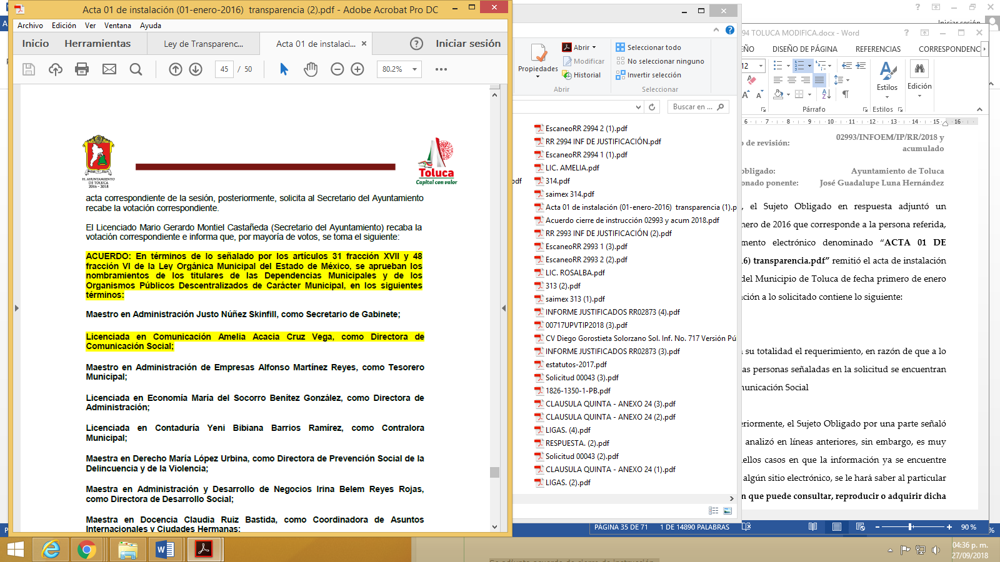 Acta 01 de instalación (01-enero-2016)  transparencia (2).pdf - Adobe Acrobat Pro DC
Archivo Edición Ver Ventana Ayuda
Inicio Herramientas Ley de Transparenc... Acta 01 de instalaci... × Iniciar sesión
45 / 50 80.2%
H. AYUNTAMIENTO
DE TOLUCA
2016 - 2018
Toluca
Capital con valor
acta correspondiente de la sesión, posteriormente, solicita al Secretario del Ayuntamiento
recabe la votación correspondiente.
El Licenciado Mario Gerardo Montiel Castañeda (Secretario del Ayuntamiento) recaba la
votación correspondiente e informa que, por mayoría de votos, se toma el siguiente:
ACUERDO: En términos de lo señalado por los artículos 31 fracción XVII y 48
fracción VI de la Ley Orgánica Municipal del Estado de México, se aprueban los
nombramientos de los titulares de las Dependencias Municipales y de los
Organismos Públicos Descentralizados de Carácter Municipal, en los siguientes
términos:
Maestro en Administración Justo Núñez Skinfill, como Secretario de Gabinete;
Licenciada en Comunicación Amelia Acacia Cruz Vega, como Directora de
Comunicación Social;
Maestro en Administración de Empresas Alfonso Martínez Reyes, como Tesorero
Municipal;
Licenciada en Economía María del Socorro Benítez González, como Directora de
Administración;
Licenciada en Contaduría Yeni Bibiana Barrios Ramírez, como Contralora
Municipal;
Maestra en Derecho María López Urbina, como Directora de Prevención Social de la
Delincuencia y de la Violencia;
Maestra en Administración y Desarrollo de Negocios Irina Belem Reyes Rojas,
como Directora de Desarrollo Social;
Maestra en Docencia Claudia Ruiz Bastida, como Coordinadora de Asuntos
Internacionales y Ciudades Hermanas;
Propiedades
Abrir
Modificar
Historial
Abrir
Seleccionar todo
No seleccionar ninguno
Invertir selección
Seleccionar
Buscar en ...
df
EscaneoRR 2994 2 (1).pdf
RR 2994 INF DE JUSTIFICACIÓN.pdf
EscaneoRR 2994 1 (1).pdf
LIC. AMELIA.pdf
314.pdf
saimex 314.pdf
Acta 01 de instalación (01-enero-2016)  transparencia (1).p
Acuerdo cierre de instrucción 02993 y acum 2018.pdf
RR 2993 INF DE JUSTIFICACIÓN (2).pdf
EscaneoRR 2993 1 (3).pdf
EscaneoRR 2993 2 (2).pdf
LIC. ROSALBA.pdf
313 (2).pdf
saimex 313 (1).pdf
INFORME JUSTIFICADOS RR02873 (4).pdf
00717UPVTIP2018 (3).pdf
CV Diego Gorostieta Solorzano Sol. Inf. No. 717 Versión Pú
INFORME JUSTIFICADOS RR02873 (3).pdf
estatutos-2017.pdf
Solicitud 00043 (3).pdf
1826-1350-1-PB.pdf
CLAUSULA QUINTA - ANEXO 24 (3).pdf
CLAUSULA QUINTA - ANEXO 24 (2).pdf
LIGAS. (4).pdf
RESPUESTA. (2).pdf
Solicitud 00043 (2).pdf
CLAUSULA QUINTA - ANEXO 24 (1).pdf
LIGAS. (2).pdf
Iniciar sesión
94 TOLUCA MODIFICA.docx - Word
ÑO DISEÑO DE PÁGINA REFERENCIAS CORRESPONDENC
12
Estilos Edición
Párrafo Estilos
6 7 8 9 10 11 12 13 14 15 16
o de revisión: 02993/INFOEM/IP/RR/2018 y
acumulado
obligado: Ayuntamiento de Toluca
onado ponente: José Guadalupe Luna Hernández
, el Sujeto Obligado en respuesta adjuntó un
nero de 2016 que corresponde a la persona referida,
mento electrónico denominado “ACTA 01 DE
6) transparencia.pdf” remitió el acta de instalación
del Municipio de Toluca de fecha primero de enero
ción a lo solicitado contiene lo siguiente:
su totalidad el requerimiento, en razón de que a lo
as personas señaladas en la solicitud se encuentran
municación Social
eriormente, el Sujeto Obligado por una parte señaló
analizó en líneas anteriores, sin embargo, es muy
ellos casos en que la información ya se encuentre
algún sitio electrónico, se le hará saber al particular
n que puede consultar, reproducir o adquirir dicha
PÁGINA 35 DE 71 1 DE 14890 PALABRAS 90 %
%
04:36 p. m.
27/09/2018